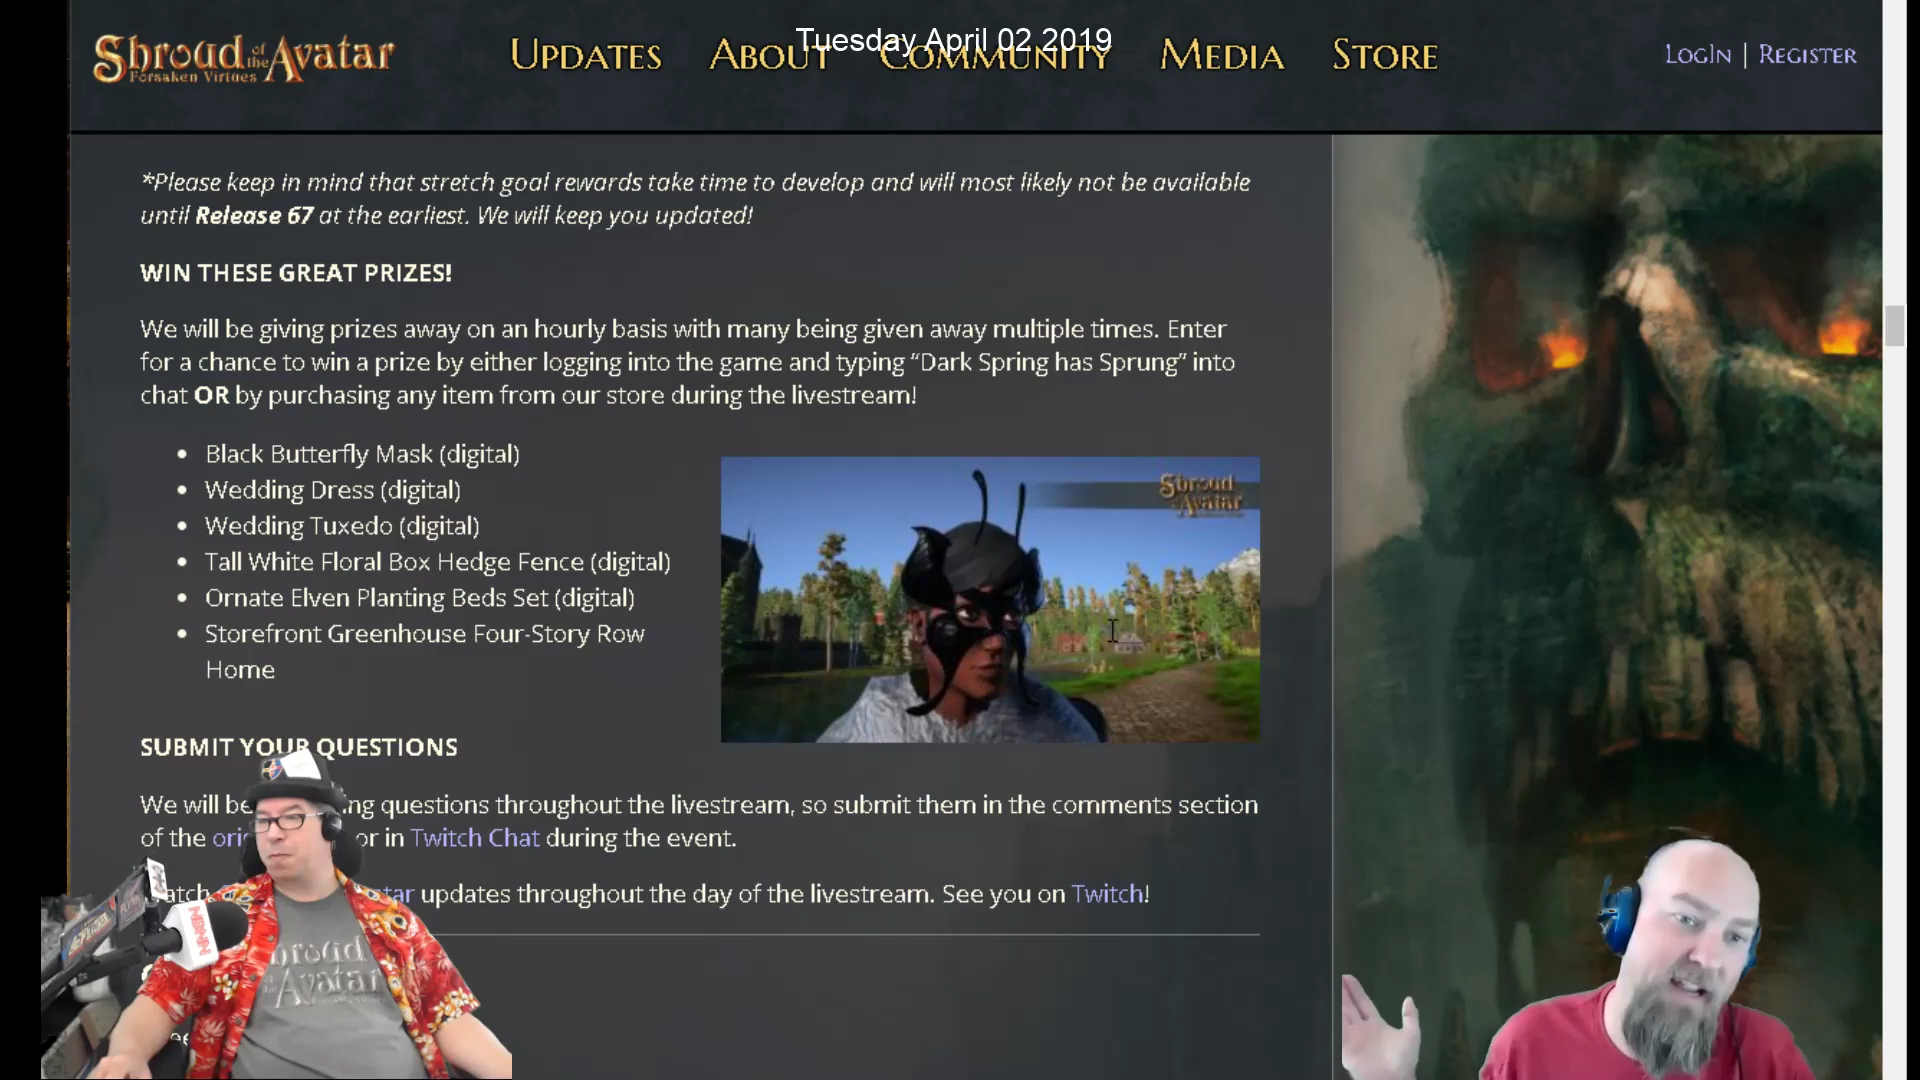 Tuesday April 02 2019
Shroud of the Avatar
Forsaken Virtues
UPDATES ABOUT COMMUNITY MEDIA STORE
LOGIN | REGISTER
*Please keep in mind that stretch goal rewards take time to develop and will most likely not be available
until Release 67 at the earliest. We will keep you updated!
WIN THESE GREAT PRIZES!
We will be giving prizes away on an hourly basis with many being given away multiple times. Enter
for a chance to win a prize by either logging into the game and typing “Dark Spring has Sprung” into
chat OR by purchasing any item from our store during the livestream!
• Black Butterfly Mask (digital)
• Wedding Dress (digital)
• Wedding Tuxedo (digital)
• Tall White Floral Box Hedge Fence (digital)
• Ornate Elven Planting Beds Set (digital)
• Storefront Greenhouse Four-Story Row
Home
Shroud
Avatar
SUBMIT YOUR QUESTIONS
We will be questions throughout the livestream, so submit them in the comments section
of the or in Twitch Chat during the event.
updates throughout the day of the livestream. See you on Twitch!
NBNN
Shroud
of the
Avatar